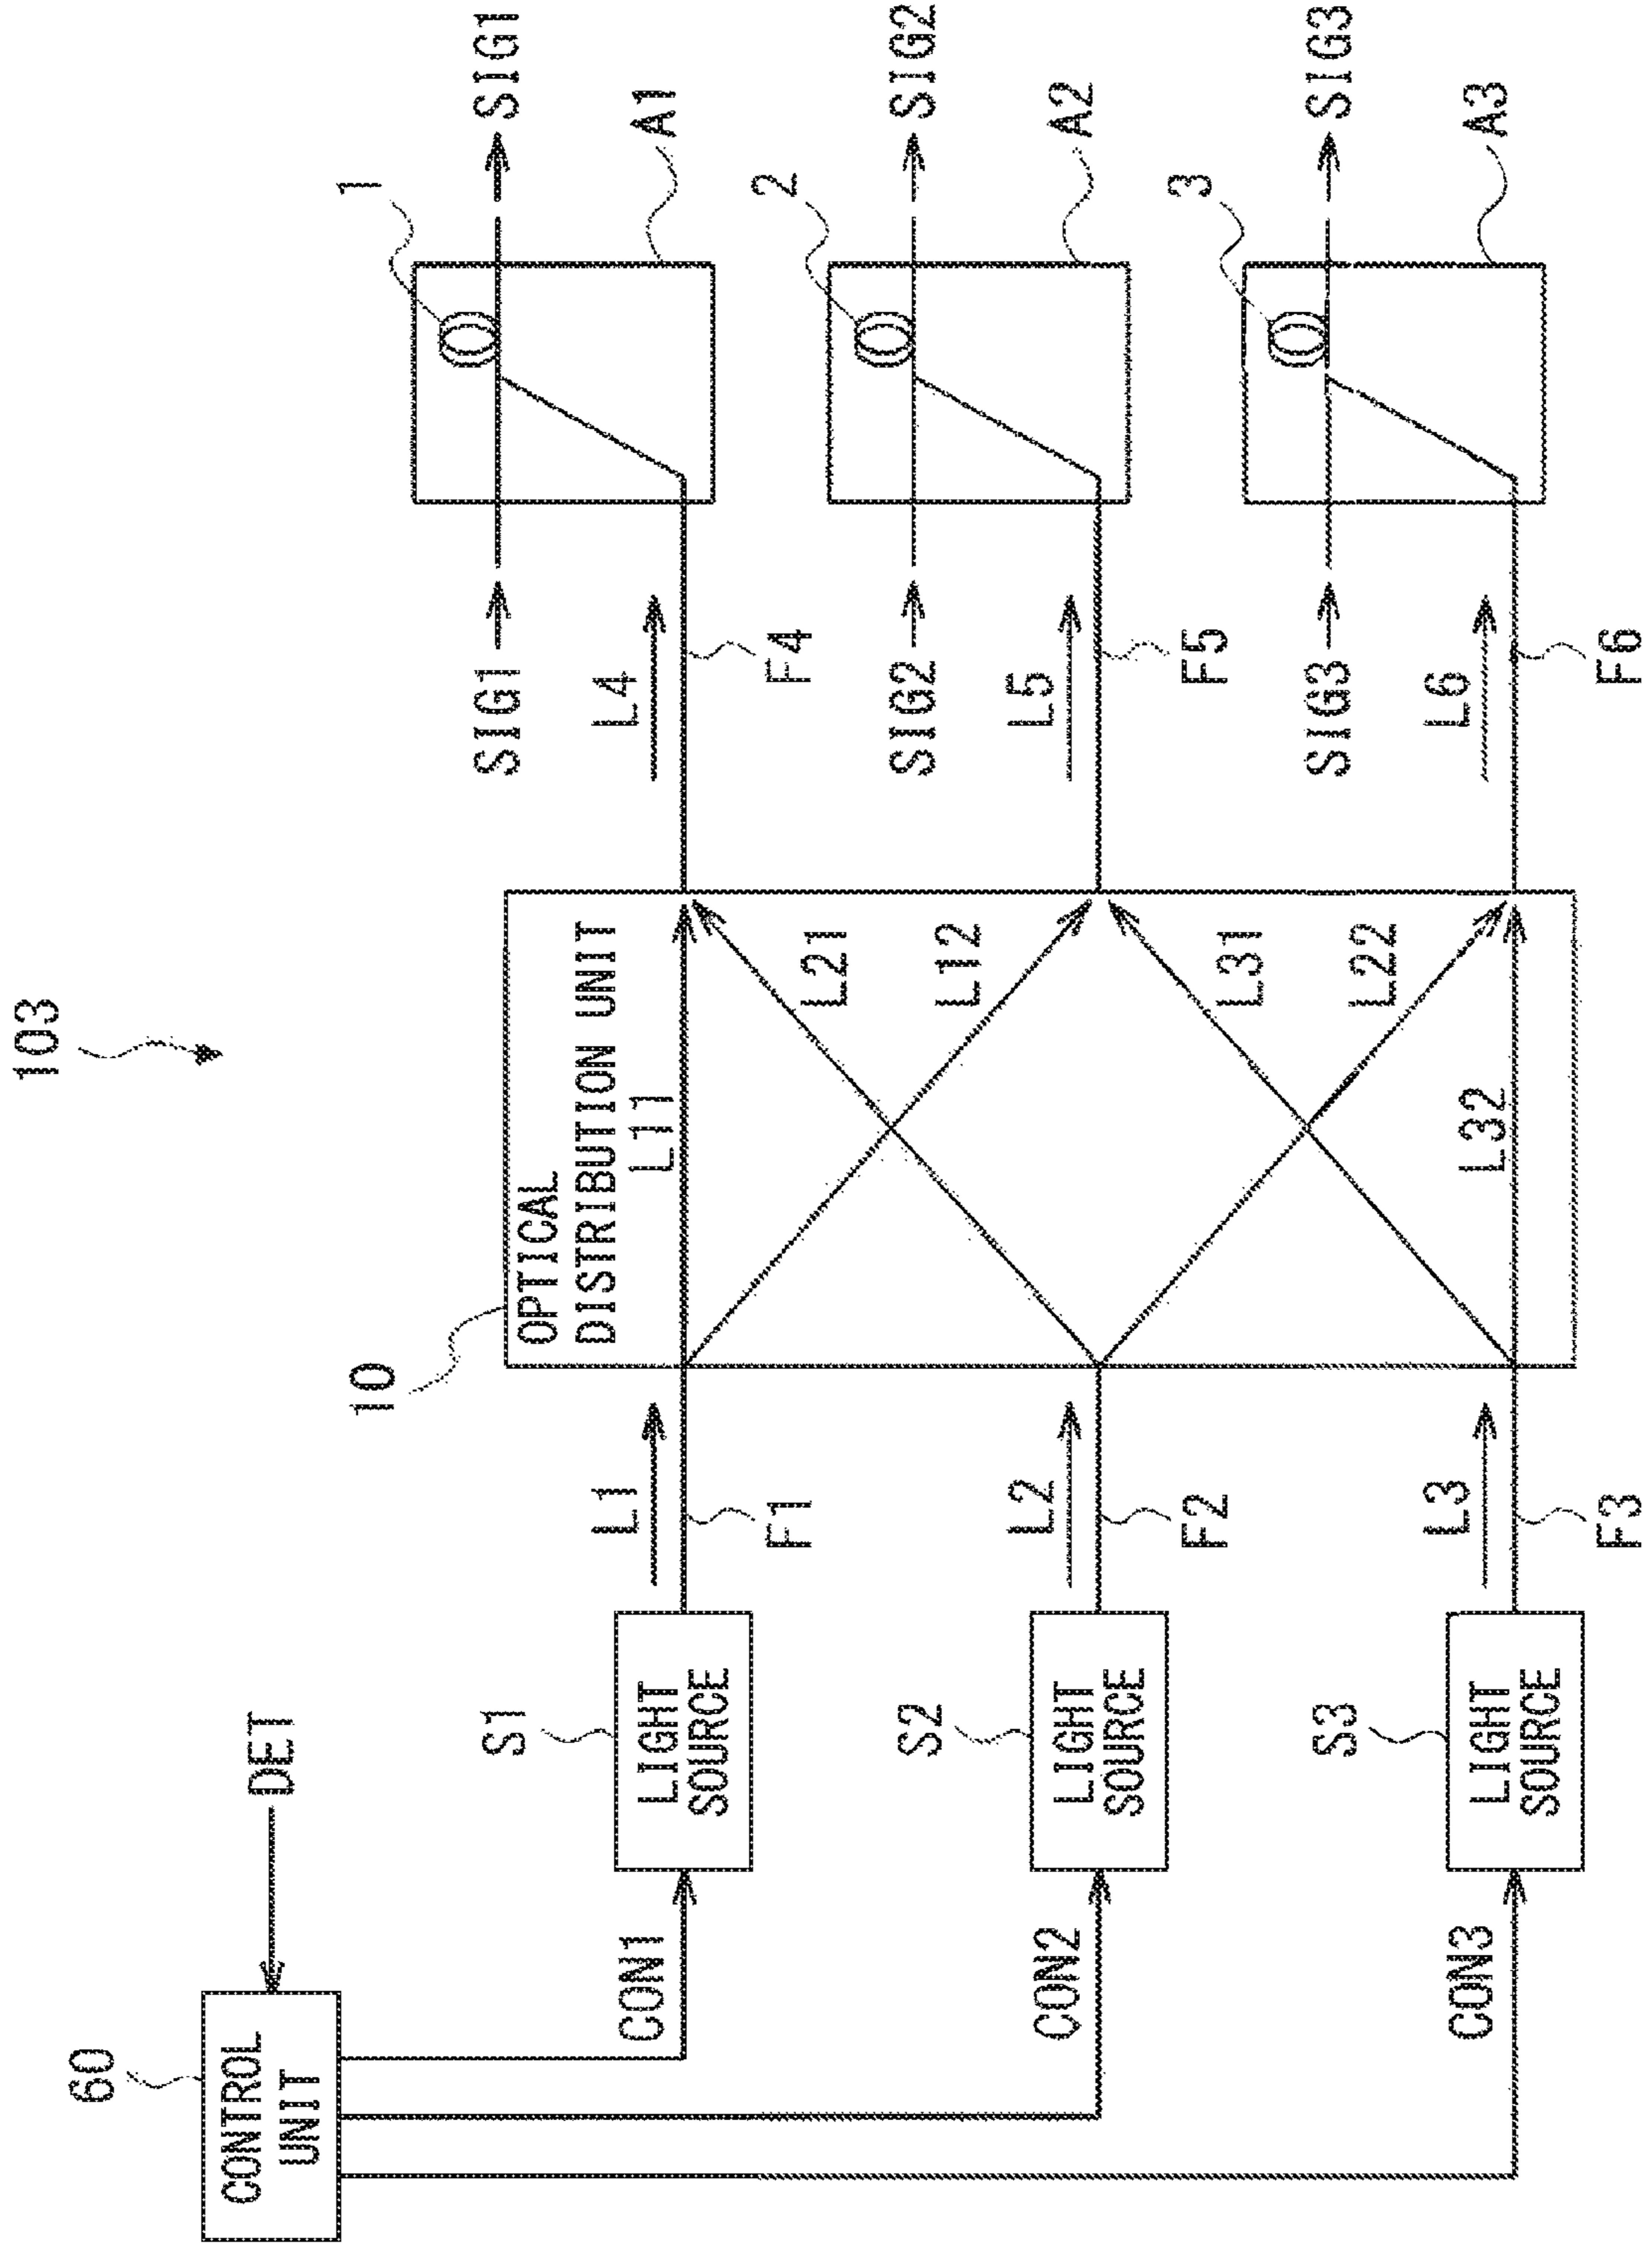 103
60
CONTROL
UNIT
DET
CON1
CON2
CON3
S1
LIGHT
SOURCE
S2
LIGHT
SOURCE
S3
LIGHT
SOURCE
L1
F1
L2
F2
L3
F3
10
OPTICAL
DISTRIBUTION UNIT
L11
L21
L12
L31
L22
L32
SIG1
L4
F4
SIG2
L5
F5
SIG3
L6
F6
1
SIG1
A1
2
SIG2
A2
3
SIG3
A3